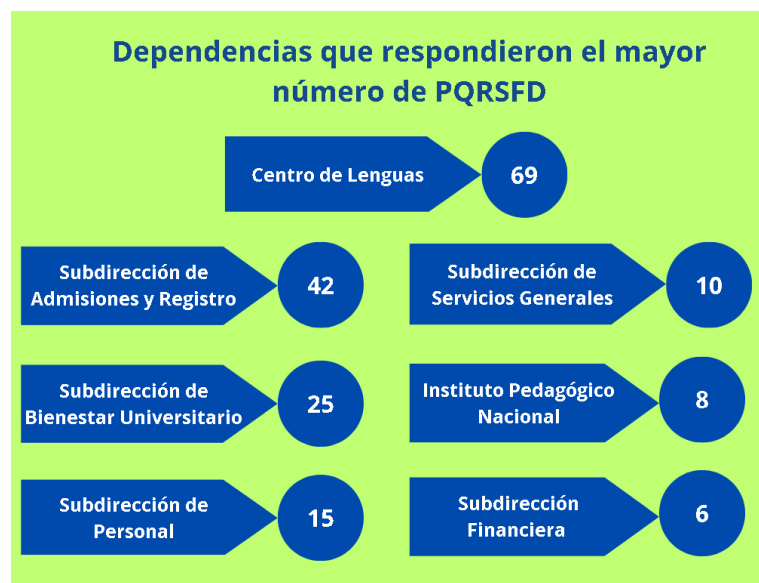 Dependencias que respondieron el mayor
número de PQRSFD
Centro de Lenguas
69
Subdirección de
Admisiones y Registro
42
Subdirección de
Bienestar Universitario
25
Subdirección de
Personal
15
Subdirección de
Servicios Generales
10
Instituto Pedagógico
Nacional
8
Subdirección
Financiera
6